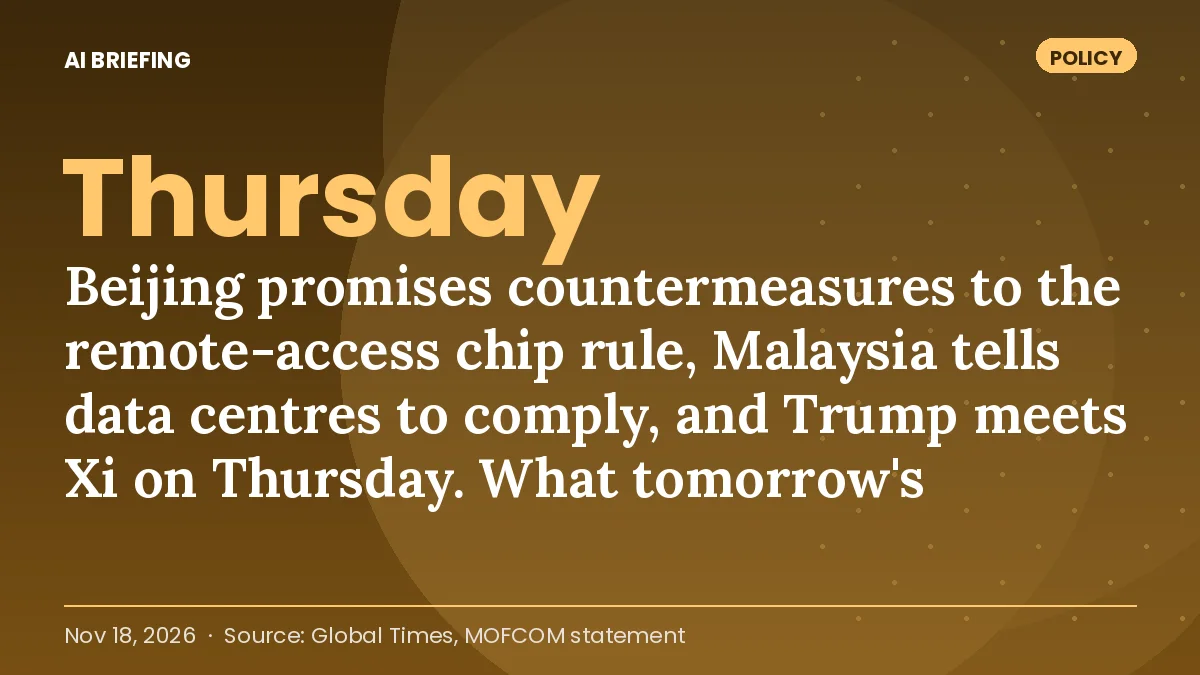 AI BRIEFING
POLICY
Thursday
Beijing promises countermeasures to the
remote-access chip rule, Malaysia tells
data centres to comply, and Trump meets
Xi on Thursday. What tomorrow's
Nov 18, 2026 · Source: Global Times, MOFCOM statement